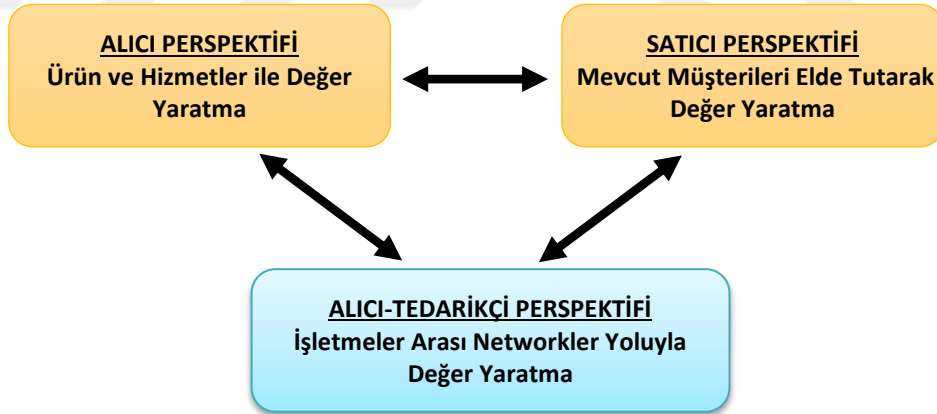 ALICI PERSPEKTİFİ
Ürün ve Hizmetler ile Değer
Yaratma
SATICI PERSPEKTİFİ
Mevcut Müşterileri Elde Tutarak
Değer Yaratma
ALICI-TEDARİKÇİ PERSPEKTİFİ
İşletmeler Arası Networkler Yoluyla
Değer Yaratma